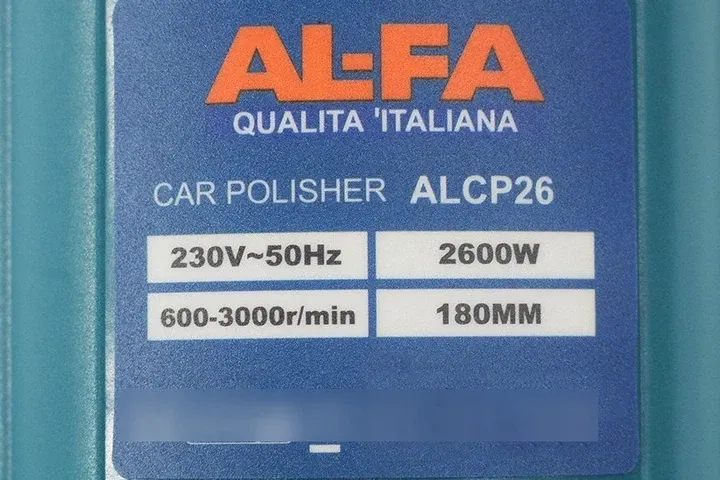 AL-FA
QUALITA 'ITALIANA
CAR POLISHER ALCP26
230V~50Hz 2600W
600-3000r/min 180MM